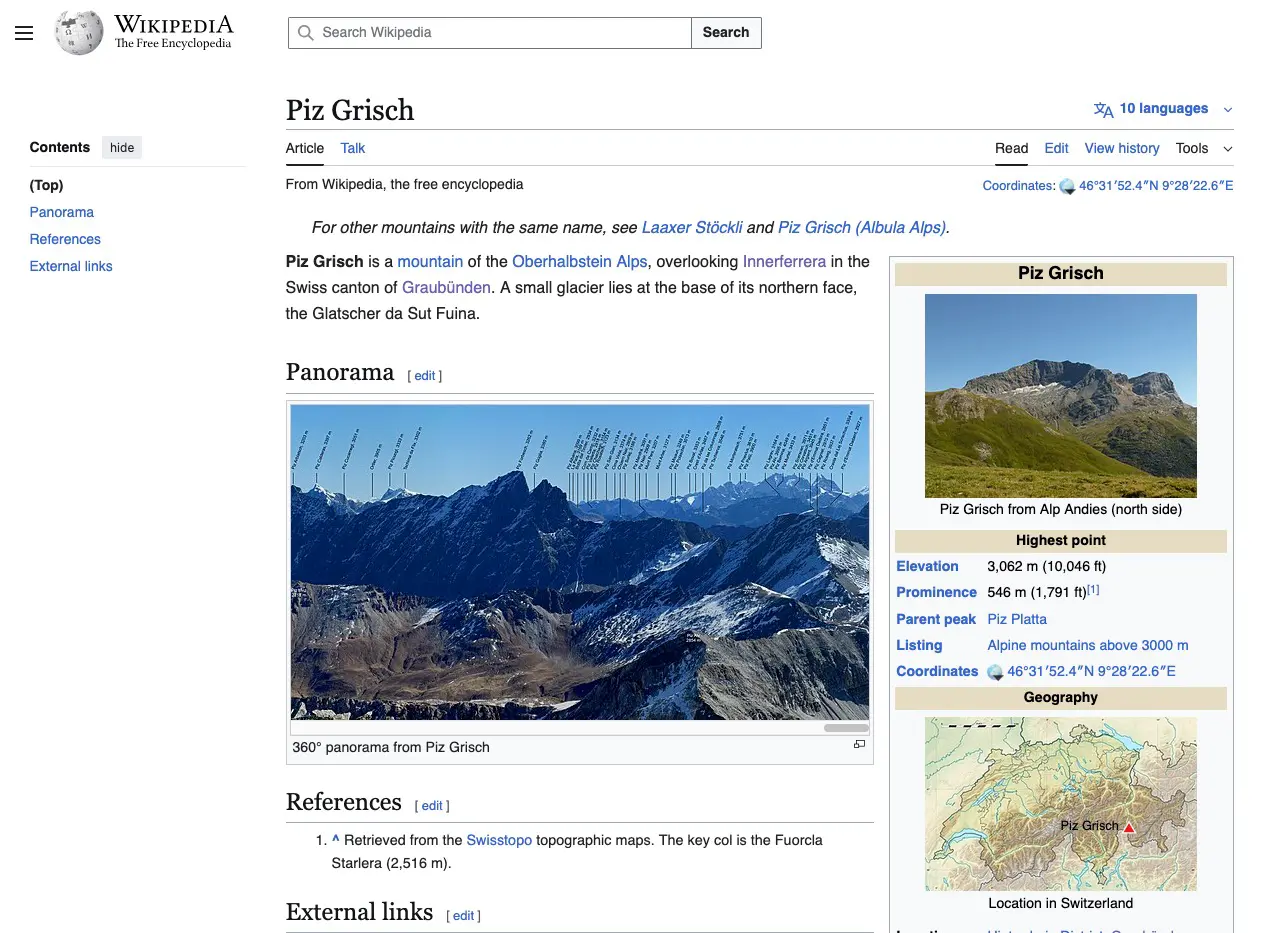 WIKIPEDIA
The Free Encyclopedia
Search Wikipedia
Search
Contents
hide
(Top)
Panorama
References
External links
Piz Grisch
10 languages
Article
Talk
Read
Edit
View history
Tools
From Wikipedia, the free encyclopedia
Coordinates: 46°31′52.4″N 9°28′22.6″E
For other mountains with the same name, see Laaxer Stöckli and Piz Grisch (Albula Alps).
Piz Grisch is a mountain of the Oberhalbstein Alps, overlooking Innerferrera in the
Swiss canton of Graubünden. A small glacier lies at the base of its northern face,
the Glatscher da Sut Fuina.
Panorama [ edit ]
360° panorama from Piz Grisch
References [ edit ]
1. ^ Retrieved from the Swisstopo topographic maps. The key col is the Fuorcla
Starlera (2,516 m).
External links [ edit ]
Piz Grisch
Piz Grisch from Alp Andies (north side)
Highest point
Elevation 3,062 m (10,046 ft)
Prominence 546 m (1,791 ft)[1]
Parent peak Piz Platta
Listing Alpine mountains above 3000 m
Coordinates 46°31′52.4″N 9°28′22.6″E
Geography
Piz Grisch
Location in Switzerland